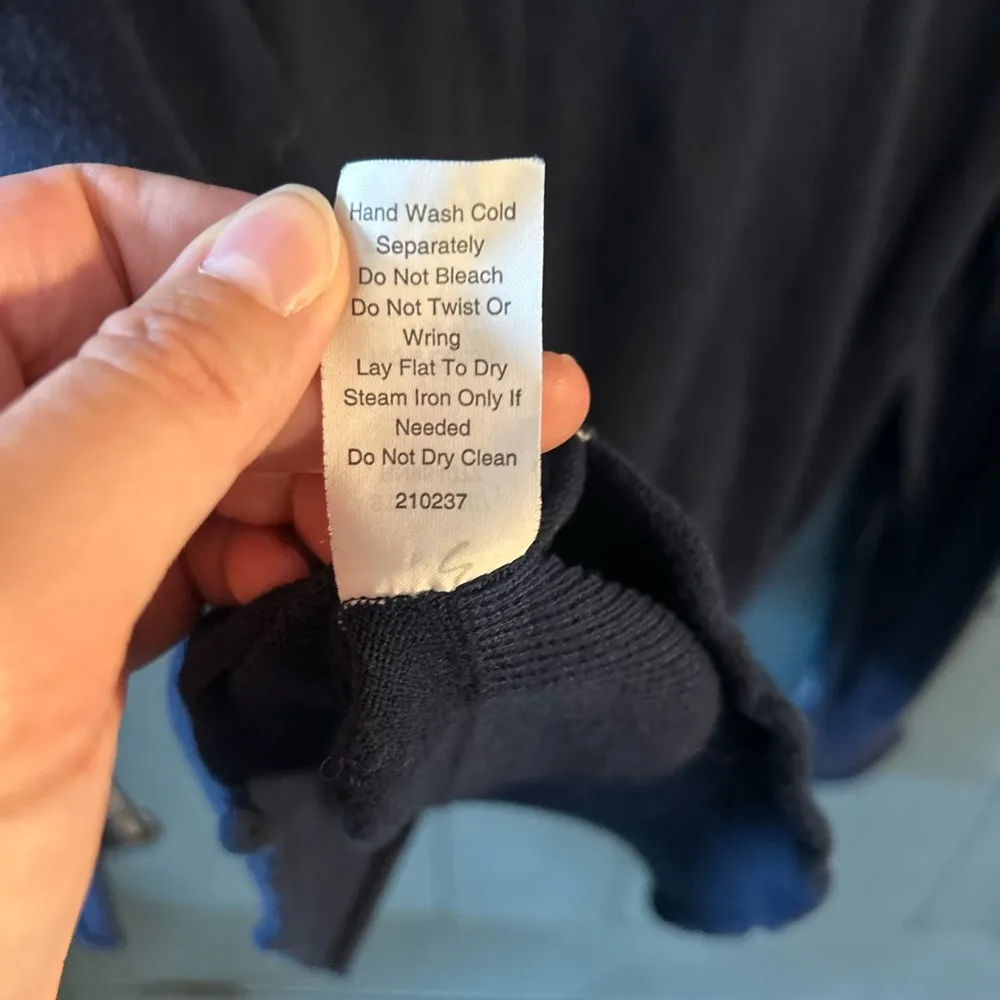 Hand Wash Cold
Separately
Do Not Bleach
Do Not Twist Or
Wring
Lay Flat To Dry
Steam Iron Only If
Needed
Do Not Dry Clean
210237